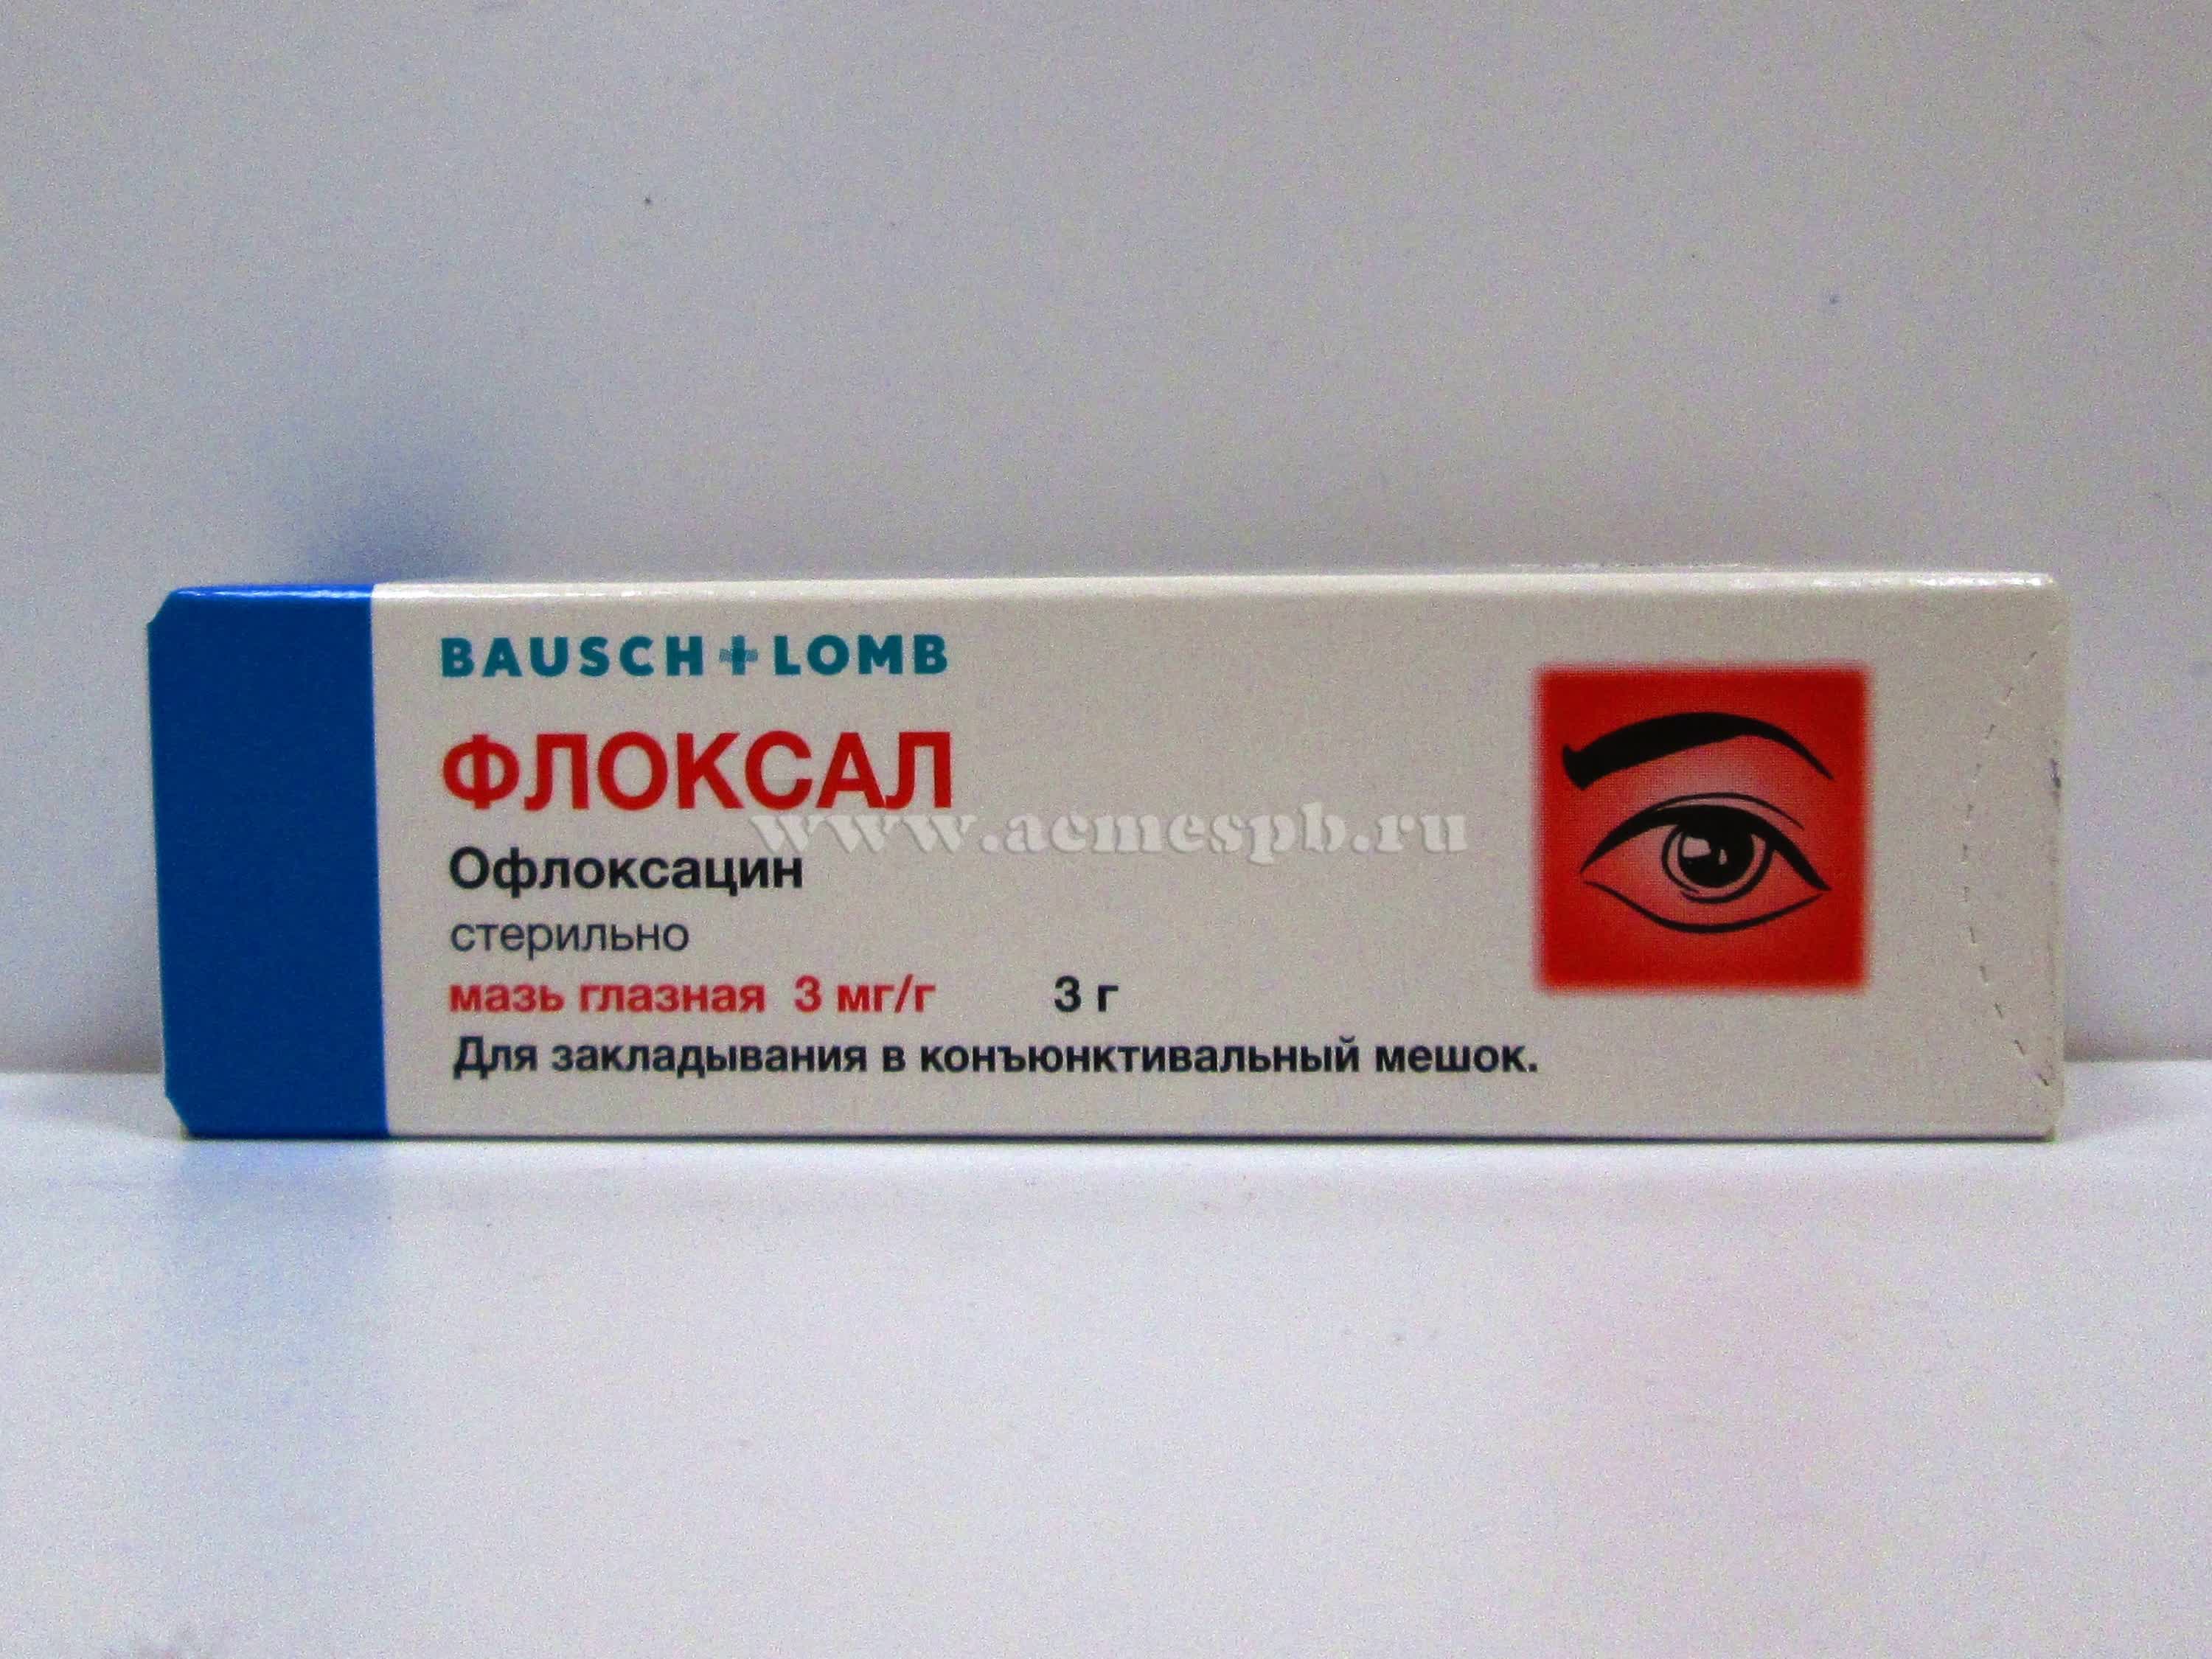 BAUSCH + LOMB
ФЛОКСАЛ
www.acmespb.ru
Офлоксацин
стерильно
мазь глазная 3 мг/г 3 г
Для закладывания в конъюнктивальный мешок.